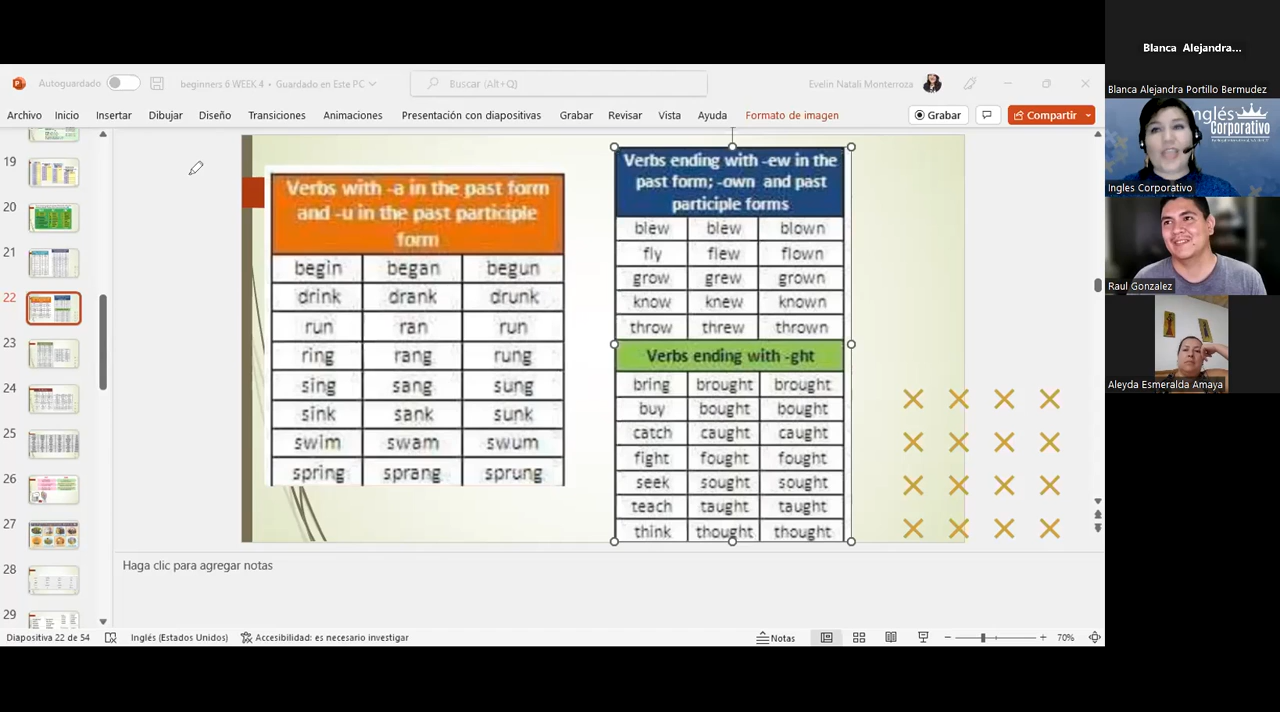 Autoguardado
beginners 6 WEEK 4 • Guardado en Este PC
Buscar (Alt+Q)
Evelin Natali Monterroza
Archivo Inicio Insertar Dibujar Diseño Transiciones Animaciones Presentación con diapositivas Grabar Revisar Vista Ayuda Formato de imagen
Grabar
Compartir
19
20
21
22
23
24
25
26
27
28
29
Verbs with -a in the past form
and -u in the past participle
form
begin began begun
drink drank drunk
run ran run
ring rang rung
sing sang sung
sink sank sunk
swim swam swum
spring sprang sprung
Verbs ending with -ew in the
past form; -own and past
participle forms
blew blew blown
fly flew flown
grow grew grown
know knew known
throw threw thrown
Verbs ending with -ght
bring brought brought
buy bought bought
catch caught caught
fight fought fought
seek sought sought
teach taught taught
think thought thought
Haga clic para agregar notas
Diapositiva 22 de 54 Inglés (Estados Unidos) Accesibilidad: es necesario investigar Notas 70%
Blanca Alejandra...
Blanca Alejandra Portillo Bermudez
Inglés
Corporativo
Ingles Corporativo
Raul Gonzalez
Aleyda Esmeralda Amaya